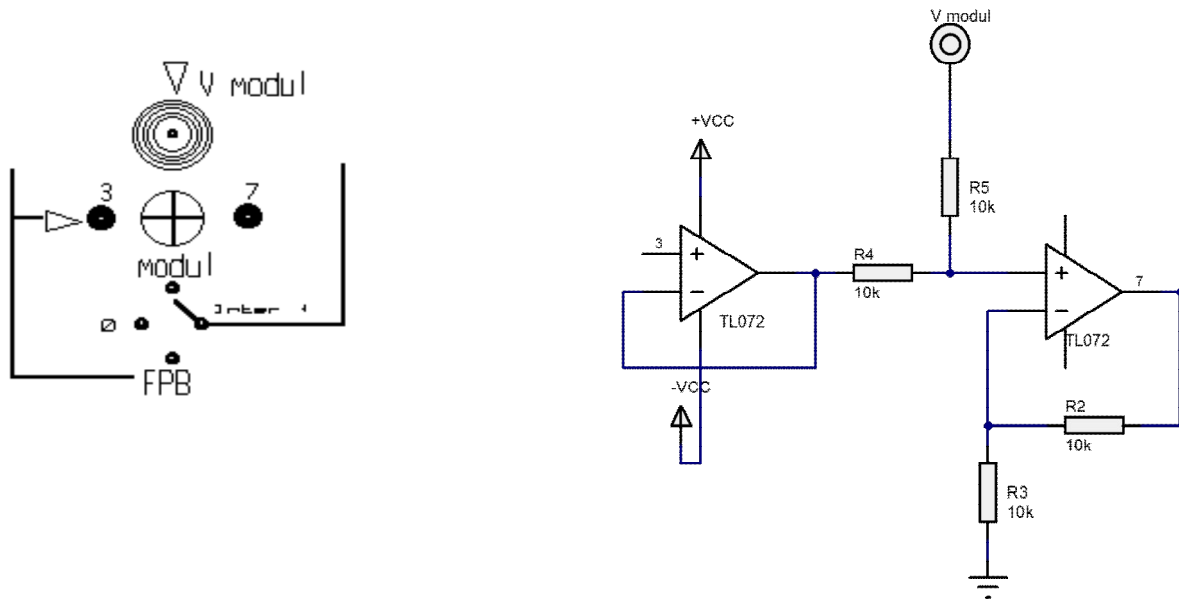 V modul
3
7
modul
Ø
FPB
V modul
+VCC
R5
10k
3
+
−
R4
10k
TL072
+
−
7
TL072
-VCC
R2
10k
R3
10k